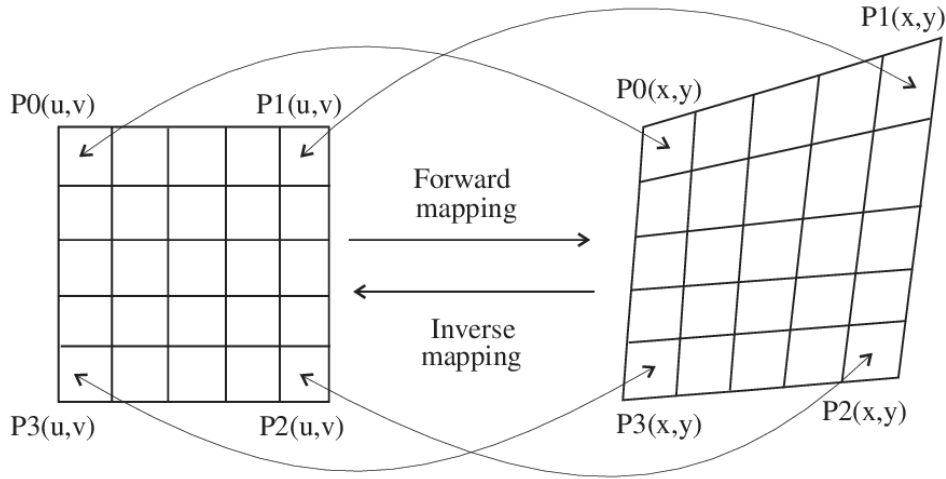 P1(x,y)
P0(u,v)
P1(u,v)
P0(x,y)
Forward
mapping
Inverse
mapping
P3(u,v)
P2(u,v)
P3(x,y)
P2(x,y)